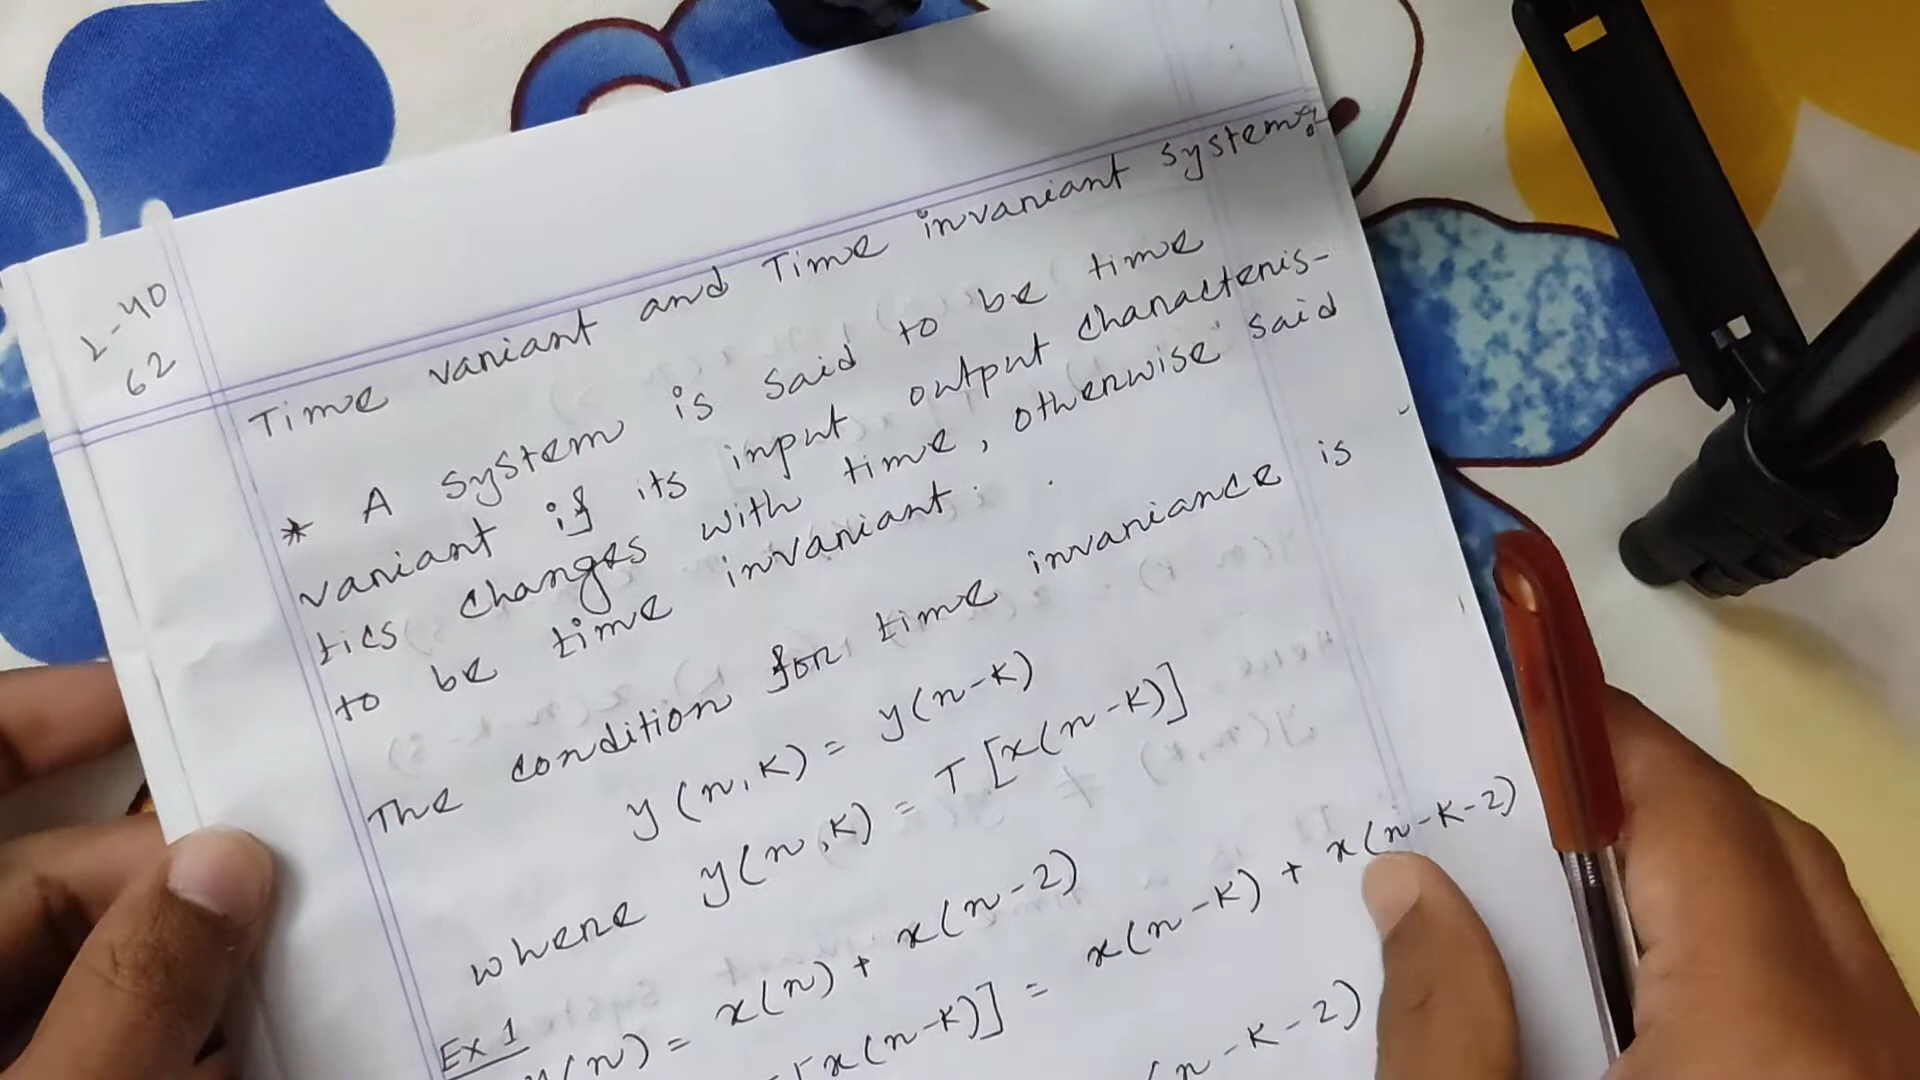 L-40
62
Time variant and Time invariant system:
* A system is said to be time
variant if its input output characteris-
tics changes with time, otherwise said
to be time invariant.
The condition for time invariance is
y(n,k) = y(n-k)
where y(n,k) = T[x(n-k)]
Ex 1
y(n) = x(n) + x(n-2)
[x(n-k)] = x(n-k) + x(n-k-2)
(n-k-2)